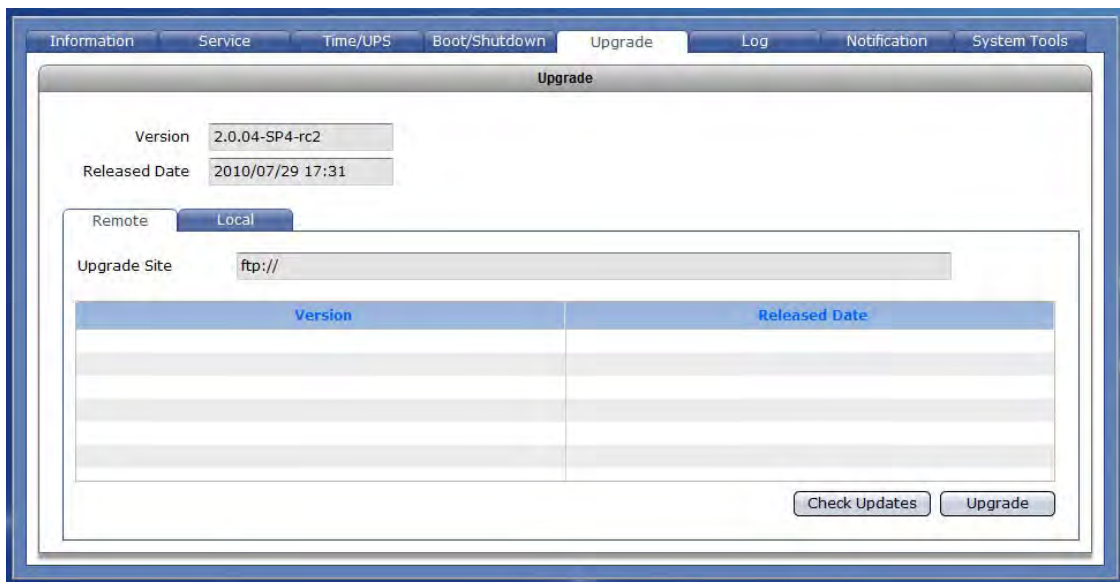 Information Service Time/UPS Boot/Shutdown Upgrade Log Notification System Tools
Upgrade
Version 2.0.04-SP4-rc2
Released Date 2010/07/29 17:31
Remote Local
Upgrade Site ftp://
Version Released Date
Check Updates Upgrade